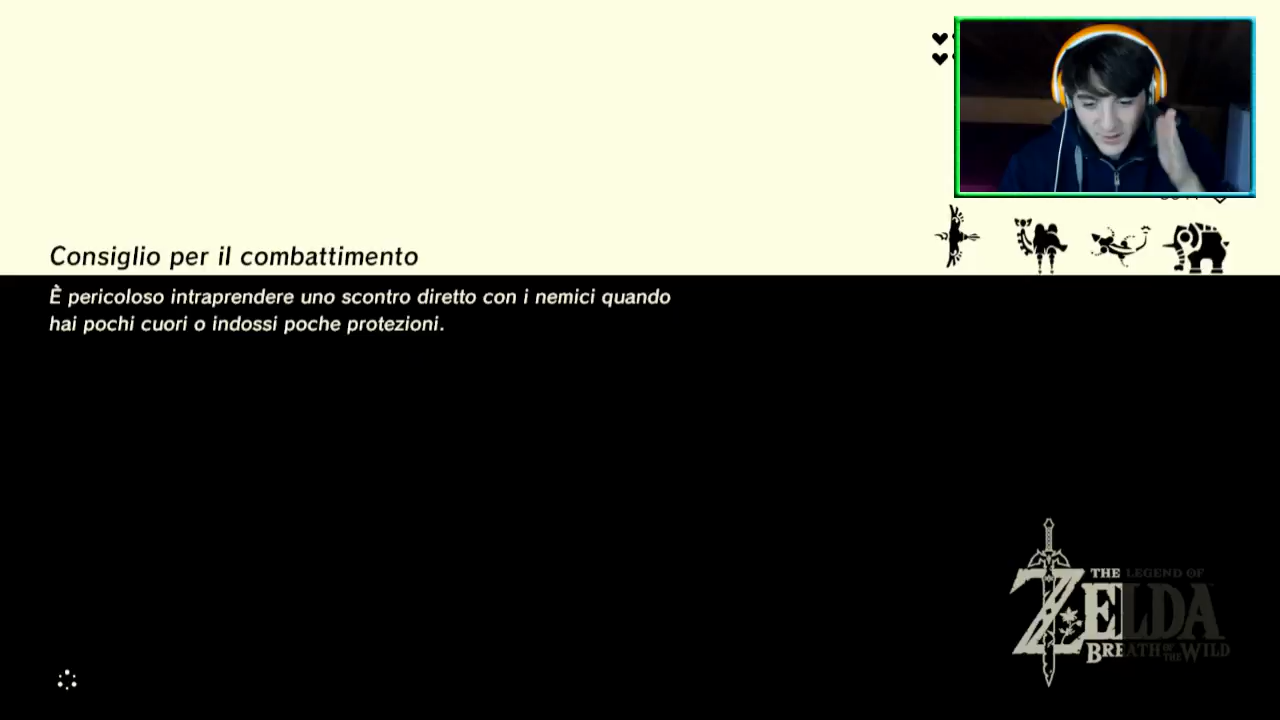 Consiglio per il combattimento
È pericoloso intraprendere uno scontro diretto con i nemici quando
hai pochi cuori o indossi poche protezioni.
THE LEGEND OF
ZELDA
BREATH OF THE WILD